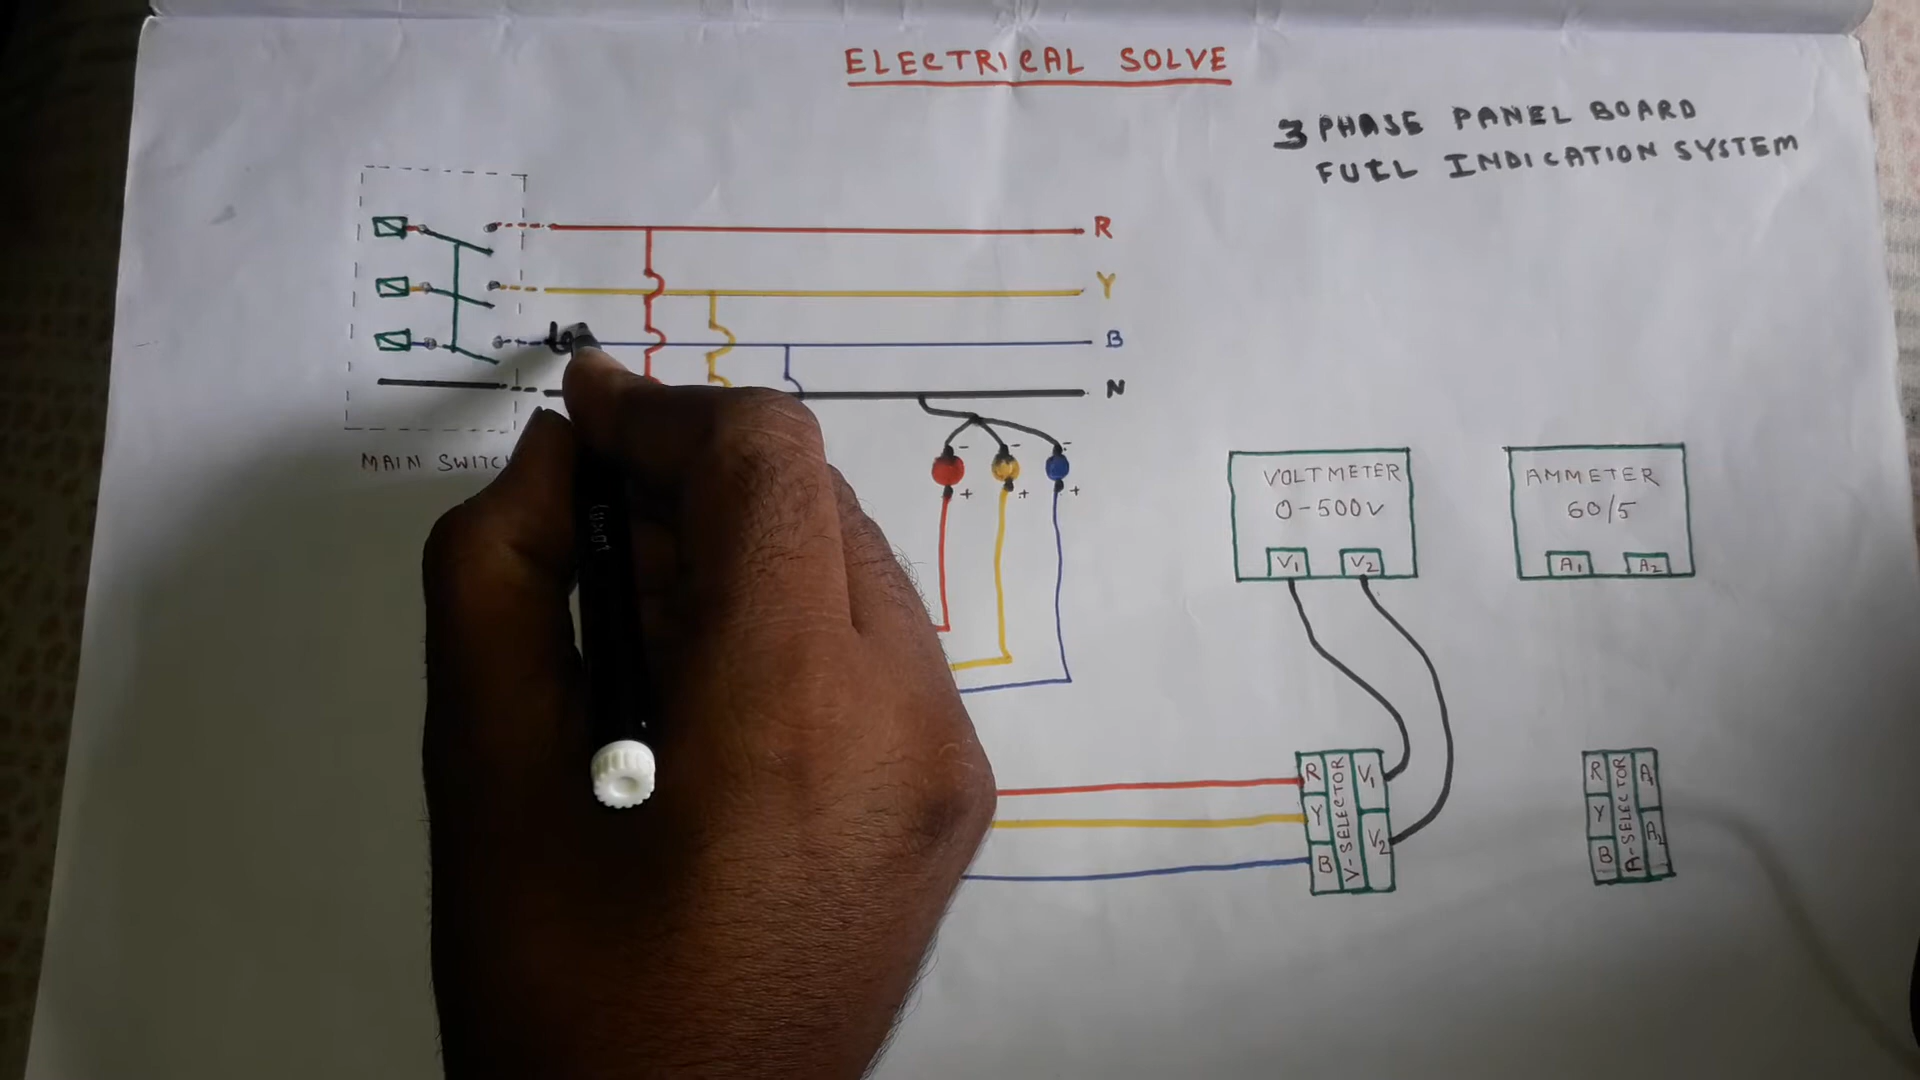 ELECTRICAL SOLVE
3 PHASE PANEL BOARD
FULL INDICATION SYSTEM
R
Y
B
N
MAIN SWITC
- - -
+ + +
VOLTMETER
0-500V
V1 V2
AMMETER
60/5
A1 A2
R
Y
B
V-SELECTOR
V1
V2
R
Y
B
A-SELECTOR
A1
A2